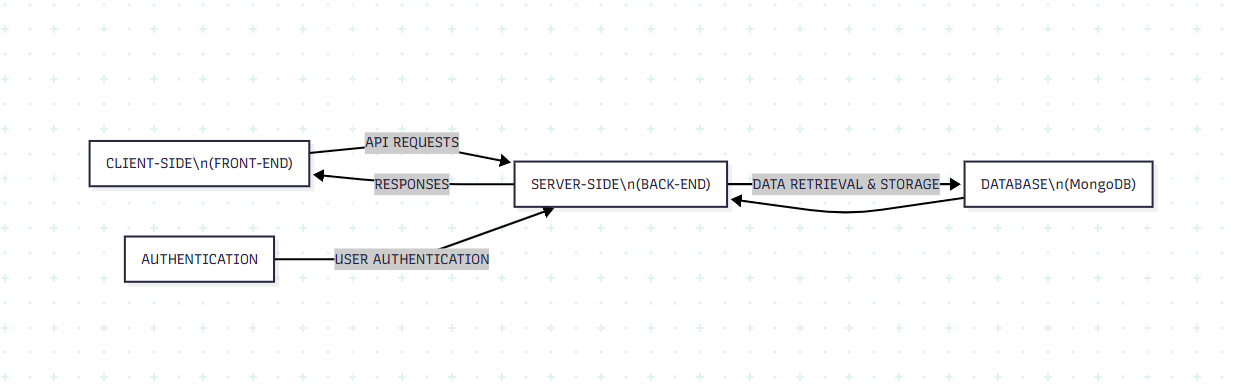 API REQUESTS
CLIENT-SIDE\n(FRONT-END)
RESPONSES
SERVER-SIDE\n(BACK-END)
DATA RETRIEVAL & STORAGE
DATABASE\n(MongoDB)
AUTHENTICATION
USER AUTHENTICATION